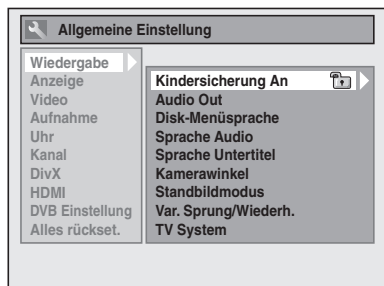 Allgemeine Einstellung
Wiedergabe
Anzeige
Video
Aufnahme
Uhr
Kanal
DivX
HDMI
DVB Einstellung
Alles rückset.
Kindersicherung An
Audio Out
Disk-Menüsprache
Sprache Audio
Sprache Untertitel
Kamerawinkel
Standbildmodus
Var. Sprung/Wiederh.
TV System